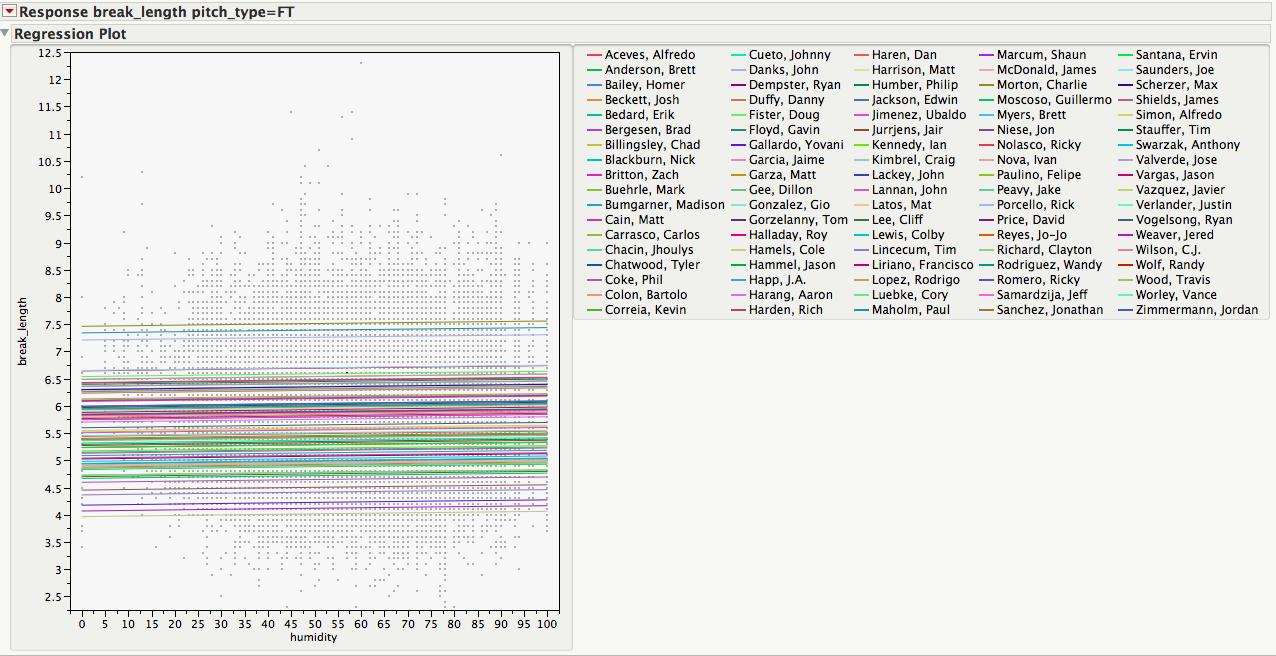 Response break_length pitch_type=FT
Regression Plot
12.5
12
11.5
11
10.5
10
9.5
9
8.5
8
7.5
7
6.5
6
5.5
5
4.5
4
3.5
3
2.5
break_length
0 5 10 15 20 25 30 35 40 45 50 55 60 65 70 75 80 85 90 95 100
humidity
Aceves, Alfredo
Anderson, Brett
Bailey, Homer
Beckett, Josh
Bedard, Erik
Bergesen, Brad
Billingsley, Chad
Blackburn, Nick
Britton, Zach
Buehrle, Mark
Bumgarner, Madison
Cain, Matt
Carrasco, Carlos
Chacin, Jhoulys
Chatwood, Tyler
Coke, Phil
Colon, Bartolo
Correia, Kevin
Cueto, Johnny
Danks, John
Dempster, Ryan
Duffy, Danny
Fister, Doug
Floyd, Gavin
Gallardo, Yovani
Garcia, Jaime
Garza, Matt
Gee, Dillon
Gonzalez, Gio
Gorzelanny, Tom
Halladay, Roy
Hamels, Cole
Hammel, Jason
Happ, J.A.
Harang, Aaron
Harden, Rich
Haren, Dan
Harrison, Matt
Humber, Philip
Jackson, Edwin
Jimenez, Ubaldo
Jurrjens, Jair
Kennedy, Ian
Kimbrel, Craig
Lackey, John
Lannan, John
Latos, Mat
Lee, Cliff
Lewis, Colby
Lincecum, Tim
Liriano, Francisco
Lopez, Rodrigo
Luebke, Cory
Maholm, Paul
Marcum, Shaun
McDonald, James
Morton, Charlie
Moscoso, Guillermo
Myers, Brett
Niese, Jon
Nolasco, Ricky
Nova, Ivan
Paulino, Felipe
Peavy, Jake
Porcello, Rick
Price, David
Reyes, Jo-Jo
Richard, Clayton
Rodriguez, Wandy
Romero, Ricky
Samardzija, Jeff
Sanchez, Jonathan
Santana, Ervin
Saunders, Joe
Scherzer, Max
Shields, James
Simon, Alfredo
Stauffer, Tim
Swarzak, Anthony
Valverde, Jose
Vargas, Jason
Vazquez, Javier
Verlander, Justin
Vogelsong, Ryan
Weaver, Jered
Wilson, C.J.
Wolf, Randy
Wood, Travis
Worley, Vance
Zimmermann, Jordan